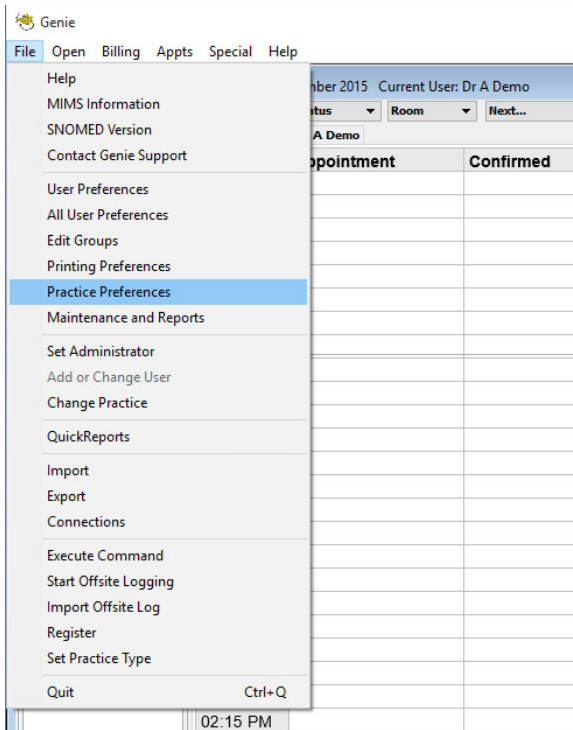 Genie
File Open Billing Appts Special Help
Help
MIMS Information
SNOMED Version
Contact Genie Support
User Preferences
All User Preferences
Edit Groups
Printing Preferences
Practice Preferences
Maintenance and Reports
Set Administrator
Add or Change User
Change Practice
QuickReports
Import
Export
Connections
Execute Command
Start Offsite Logging
Import Offsite Log
Register
Set Practice Type
Quit Ctrl+Q
mber 2015 Current User: Dr A Demo
tus Room Next...
A Demo
ppointment Confirmed
02:15 PM